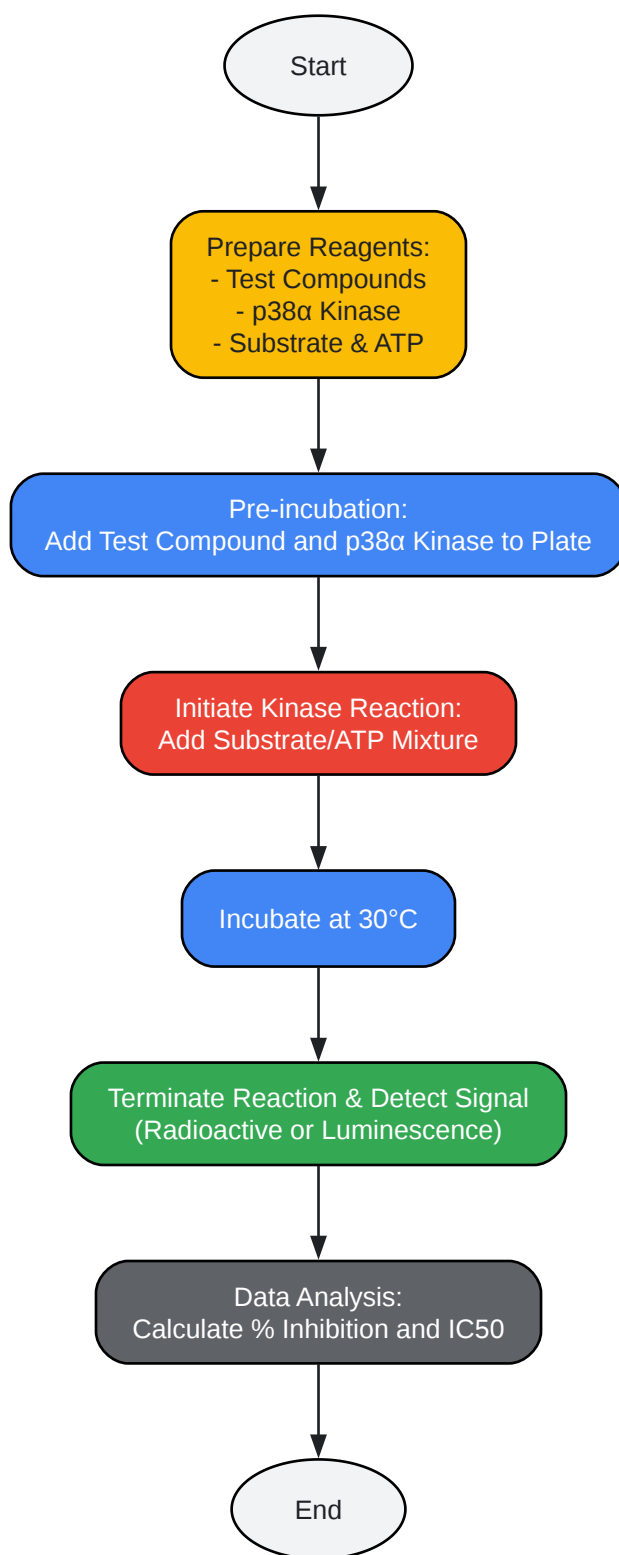 Start
Prepare Reagents:
- Test Compounds
- p38α Kinase
- Substrate & ATP
Pre-incubation:
Add Test Compound and p38α Kinase to Plate
Initiate Kinase Reaction:
Add Substrate/ATP Mixture
Incubate at 30°C
Terminate Reaction & Detect Signal
(Radioactive or Luminescence)
Data Analysis:
Calculate % Inhibition and IC50
End